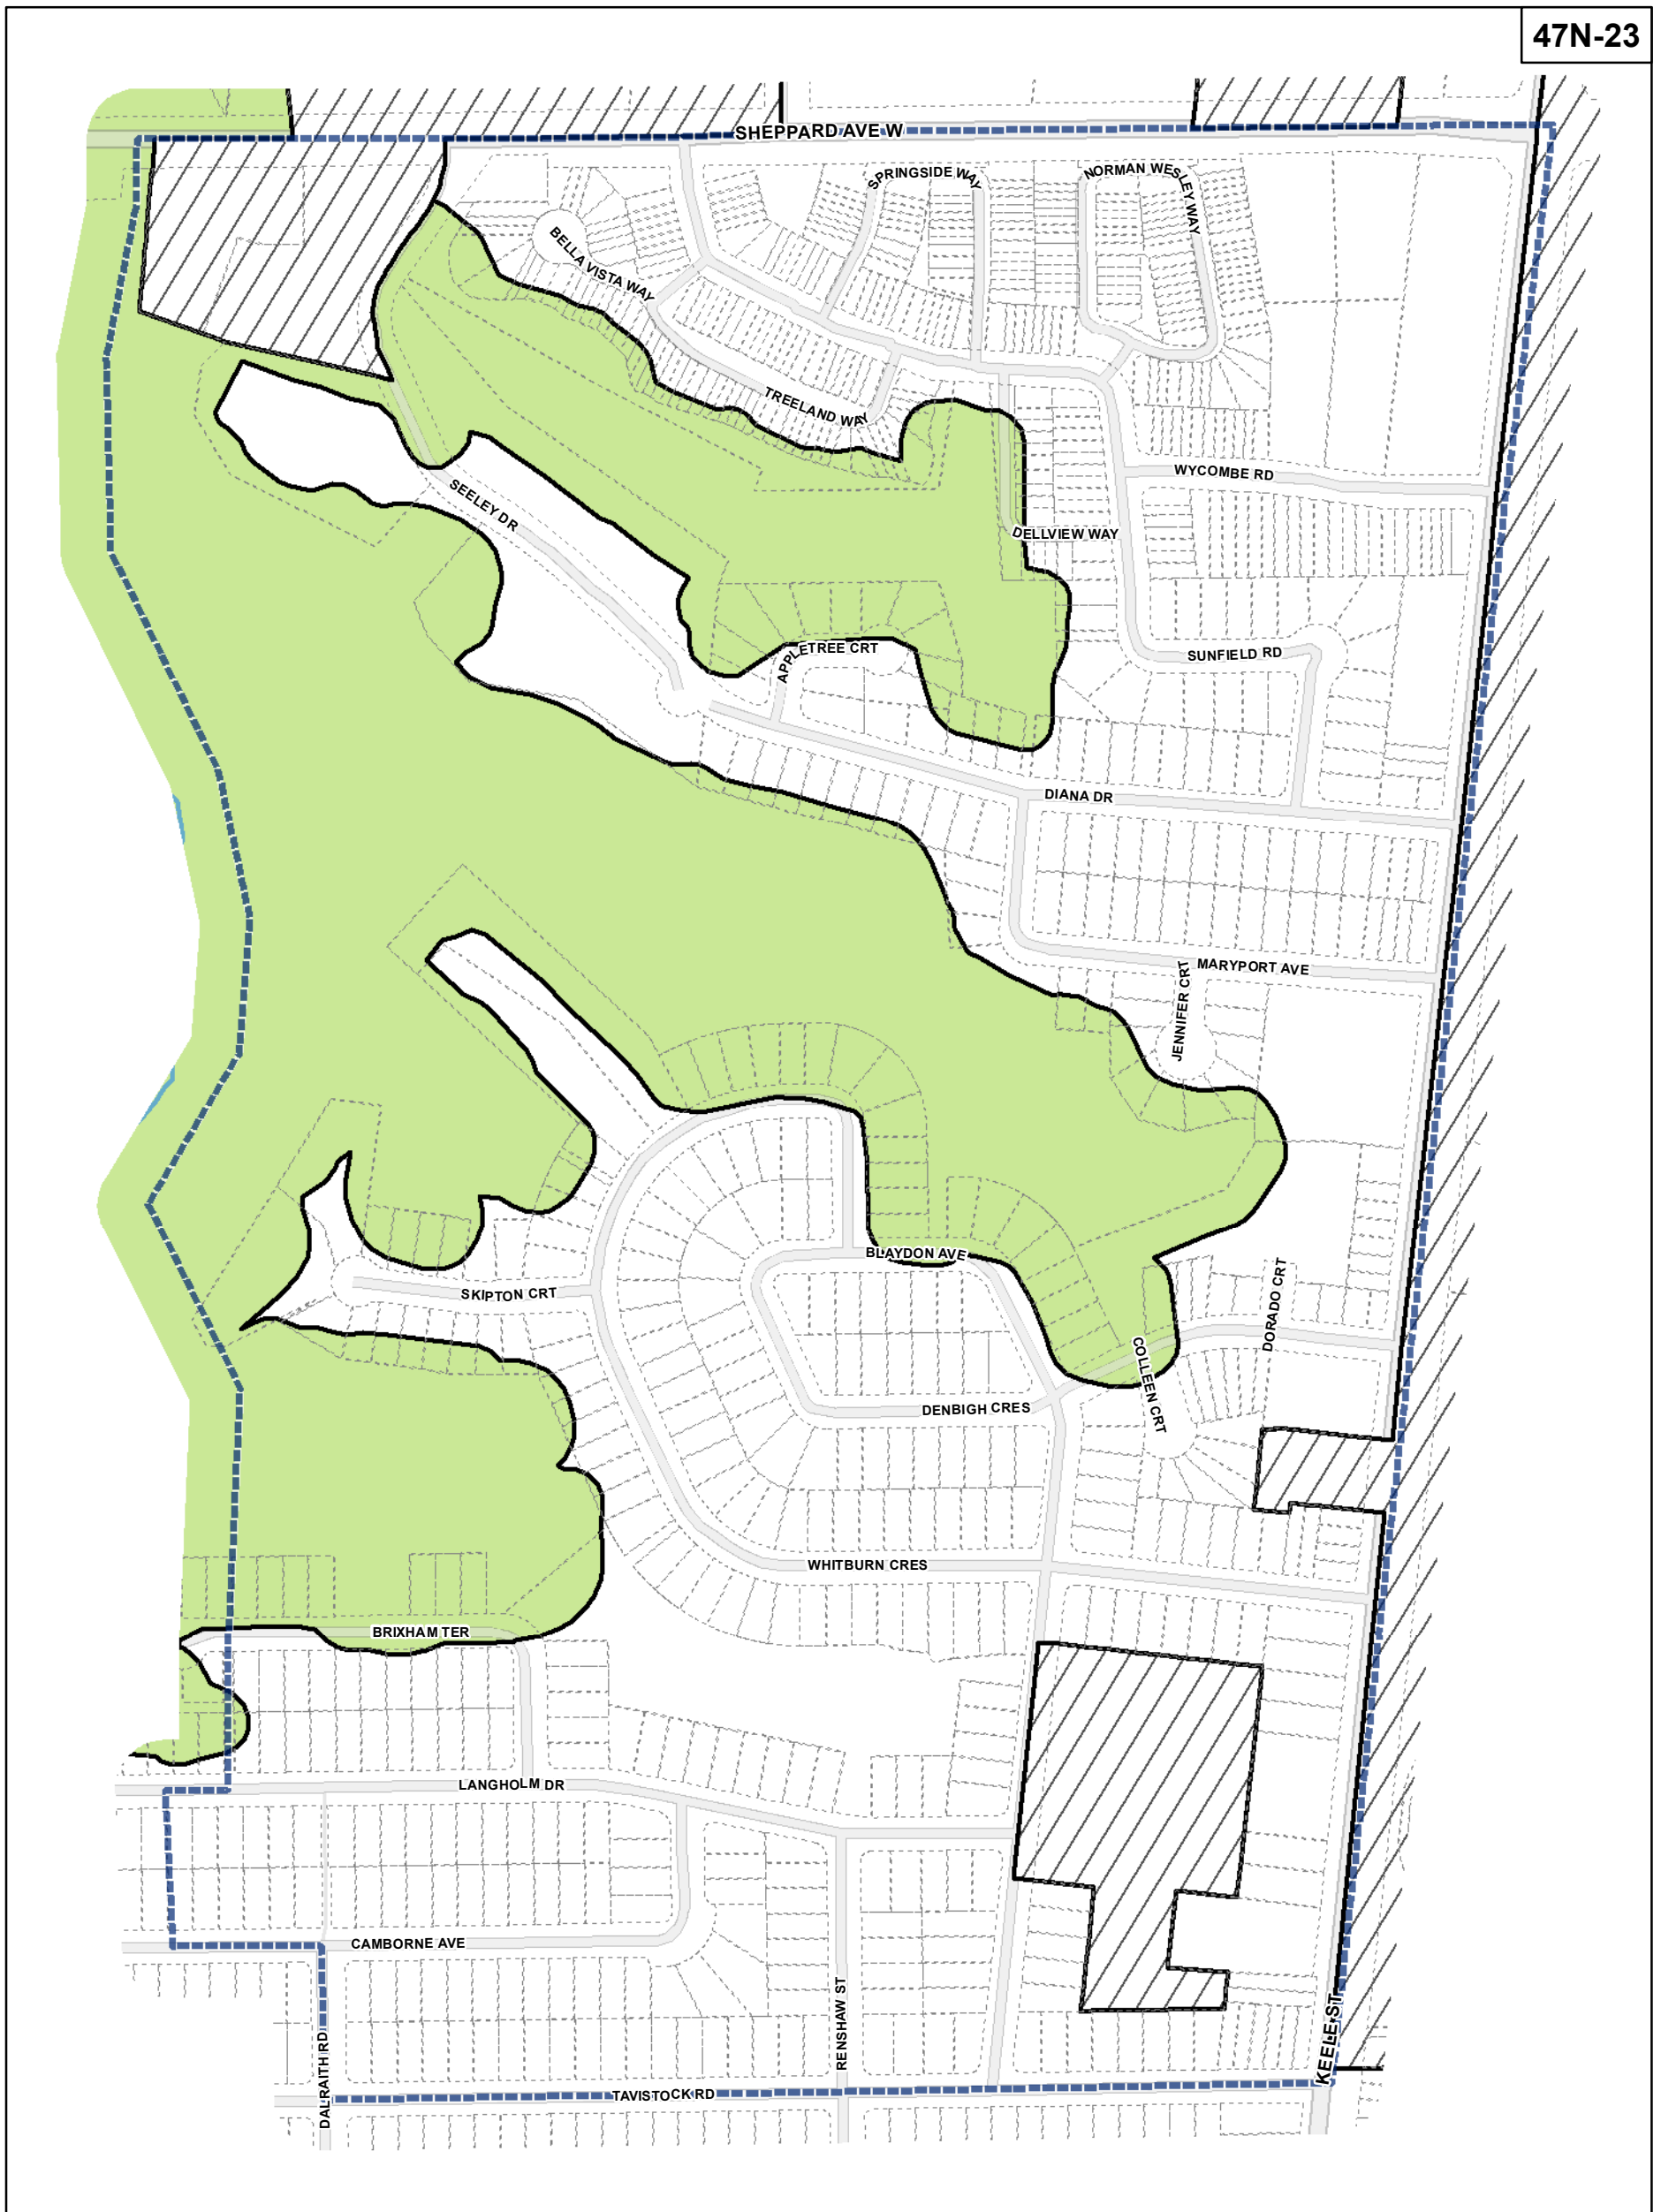 47N-23
SHEPPARD AVE W
SPRINGSIDE WAY
NORMAN WESLEY WAY
BELLA VISTA WAY
TREELAND WAY
WYCOMBE RD
SEELEY DR
DELLVIEW WAY
APPLETREE CRT
SUNFIELD RD
DIANA DR
MARYPORT AVE
JENNIFER CRT
BLAYDON AVE
SKIPTON CRT
DORADO CRT
COLLEEN CRT
DENBIGH CRES
WHITBURN CRES
BRIXHAM TER
LANGHOLM DR
CAMBORNE AVE
RENSHAW ST
KEELE ST
DALRAITH RD
TAVISTOCK RD